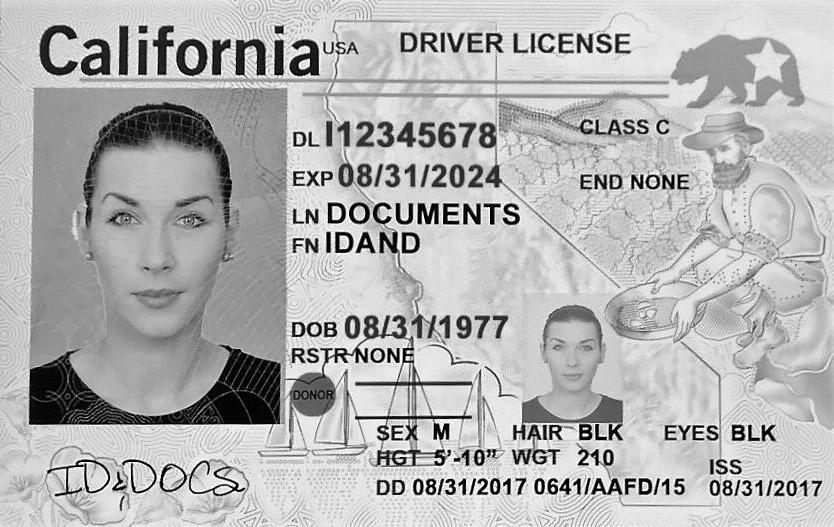 California USA DRIVER LICENSE
DL I12345678 CLASS C
EXP 08/31/2024 END NONE
LN DOCUMENTS
FN IDAND
DOB 08/31/1977
RSTR NONE
DONOR
SEX M HAIR BLK EYES BLK
HGT 5'-10" WGT 210
ISS
DD 08/31/2017 0641/AAFD/15 08/31/2017
ID&DOCS